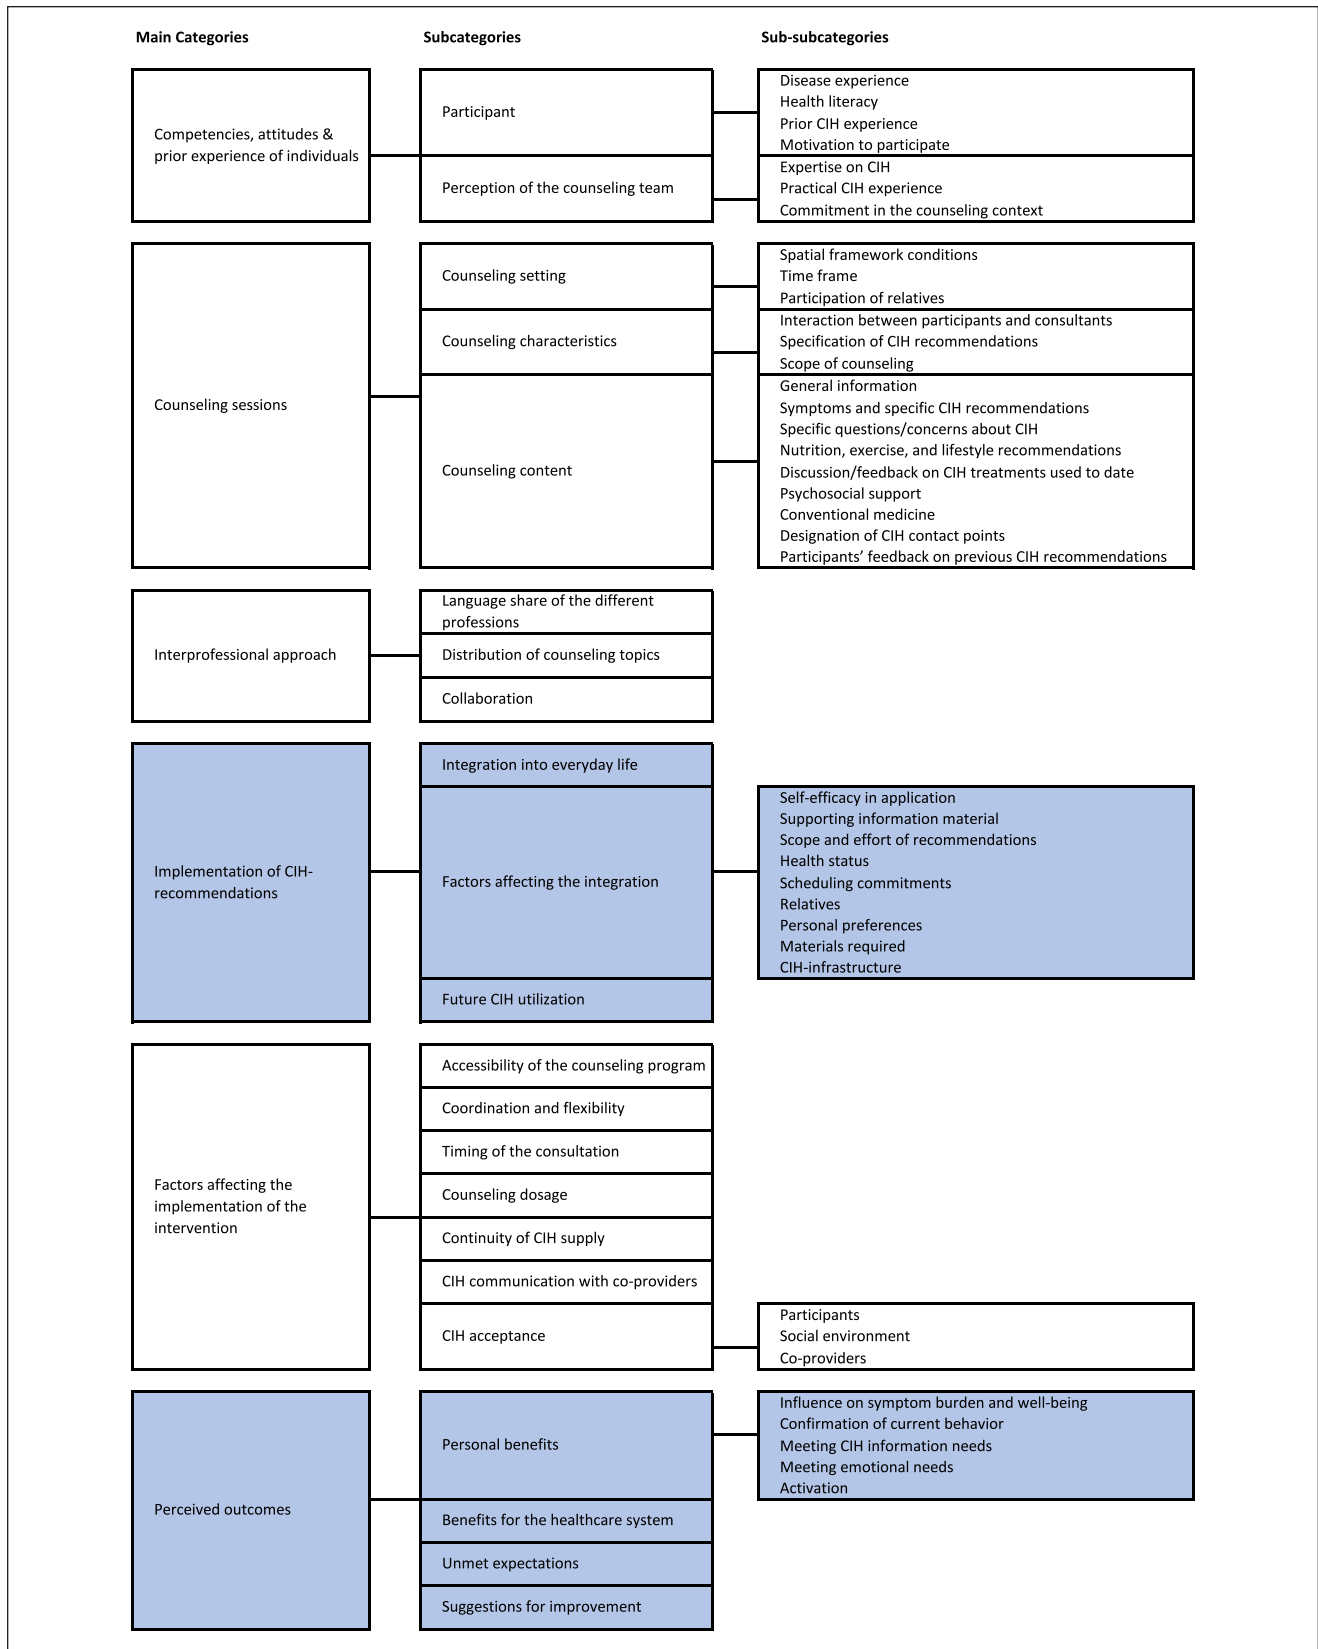 Main Categories
Subcategories
Sub-subcategories
Competencies, attitudes &
prior experience of individuals
Participant
Disease experience
Health literacy
Prior CIH experience
Motivation to participate
Perception of the counseling team
Expertise on CIH
Practical CIH experience
Commitment in the counseling context
Counseling sessions
Counseling setting
Spatial framework conditions
Time frame
Participation of relatives
Counseling characteristics
Interaction between participants and consultants
Specification of CIH recommendations
Scope of counseling
Counseling content
General information
Symptoms and specific CIH recommendations
Specific questions/concerns about CIH
Nutrition, exercise, and lifestyle recommendations
Discussion/feedback on CIH treatments used to date
Psychosocial support
Conventional medicine
Designation of CIH contact points
Participants' feedback on previous CIH recommendations
Interprofessional approach
Language share of the different
professions
Distribution of counseling topics
Collaboration
Implementation of CIH-
recommendations
Integration into everyday life
Factors affecting the integration
Self-efficacy in application
Supporting information material
Scope and effort of recommendations
Health status
Scheduling commitments
Relatives
Personal preferences
Materials required
CIH-infrastructure
Future CIH utilization
Factors affecting the
implementation of the
intervention
Accessibility of the counseling program
Coordination and flexibility
Timing of the consultation
Counseling dosage
Continuity of CIH supply
CIH communication with co-providers
CIH acceptance
Participants
Social environment
Co-providers
Perceived outcomes
Personal benefits
Influence on symptom burden and well-being
Confirmation of current behavior
Meeting CIH information needs
Meeting emotional needs
Activation
Benefits for the healthcare system
Unmet expectations
Suggestions for improvement